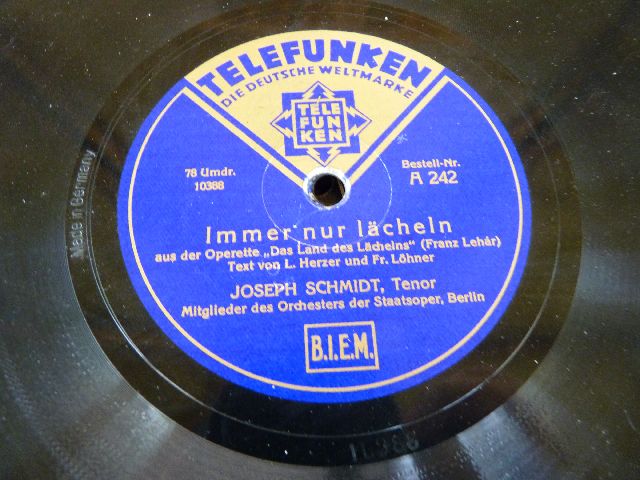 TELEFUNKEN
DIE DEUTSCHE WELTMARKE
TELE
FUN
KEN
78 Umdr.
10388
Bestell-Nr.
A 242
Made in Germany
Immer nur lächeln
aus der Operette „Das Land des Lächelns“ (Franz Lehár)
Text von L. Herzer und Fr. Löhner
JOSEPH SCHMIDT, Tenor
Mitglieder des Orchesters der Staatsoper, Berlin
B.I.E.M.